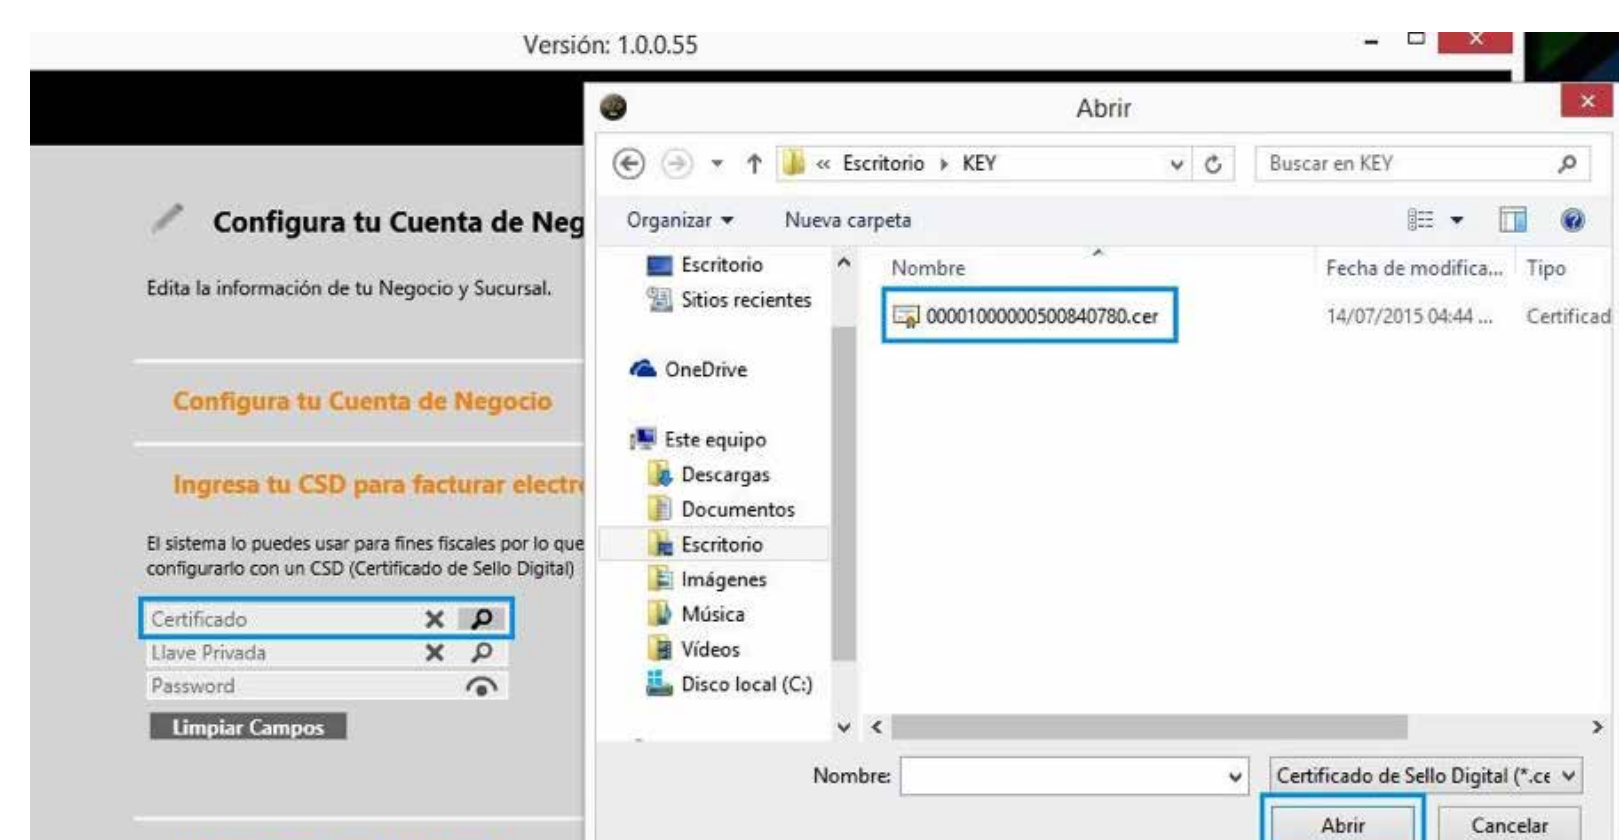 Versión: 1.0.0.55
Configura tu Cuenta de Neg
Edita la información de tu Negocio y Sucursal.
Configura tu Cuenta de Negocio
Ingresa tu CSD para facturar electr
El sistema lo puedes usar para fines fiscales por lo que
configurarlo con un CSD (Certificado de Sello Digital)
Certificado
Llave Privada
Password
Limpiar Campos
Abrir
« Escritorio KEY
Buscar en KEY
Organizar
Nueva carpeta
Escritorio
Sitios recientes
OneDrive
Este equipo
Descargas
Documentos
Escritorio
Imágenes
Música
Vídeos
Disco local (C:)
Nombre
Fecha de modifica...
Tipo
00001000000500840780.cer
14/07/2015 04:44 ...
Certificad
Nombre:
Certificado de Sello Digital (*.ce
Abrir
Cancelar